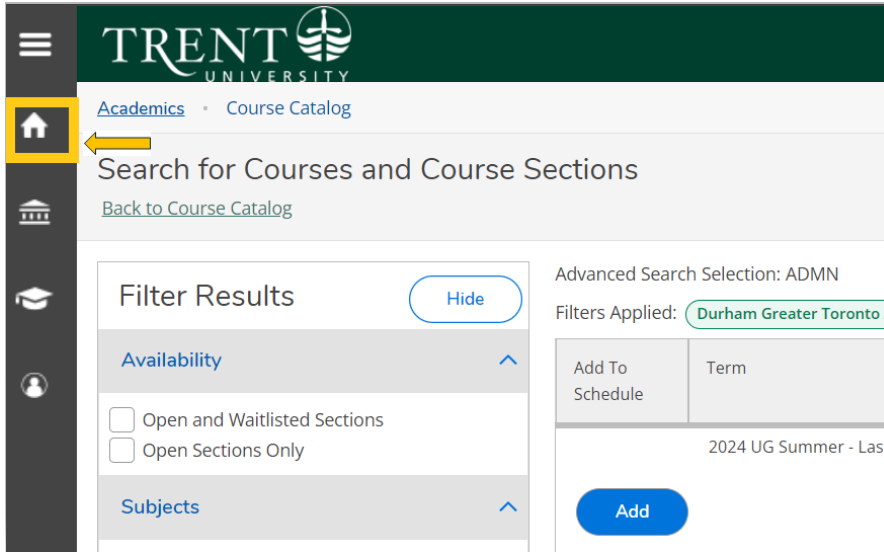 TRENT
UNIVERSITY
Academics • Course Catalog
Search for Courses and Course Sections
Back to Course Catalog
Filter Results
Hide
Availability
Open and Waitlisted Sections
Open Sections Only
Subjects
Advanced Search Selection: ADMN
Filters Applied: Durham Greater Toronto
Add To
Schedule
Term
2024 UG Summer - Las
Add